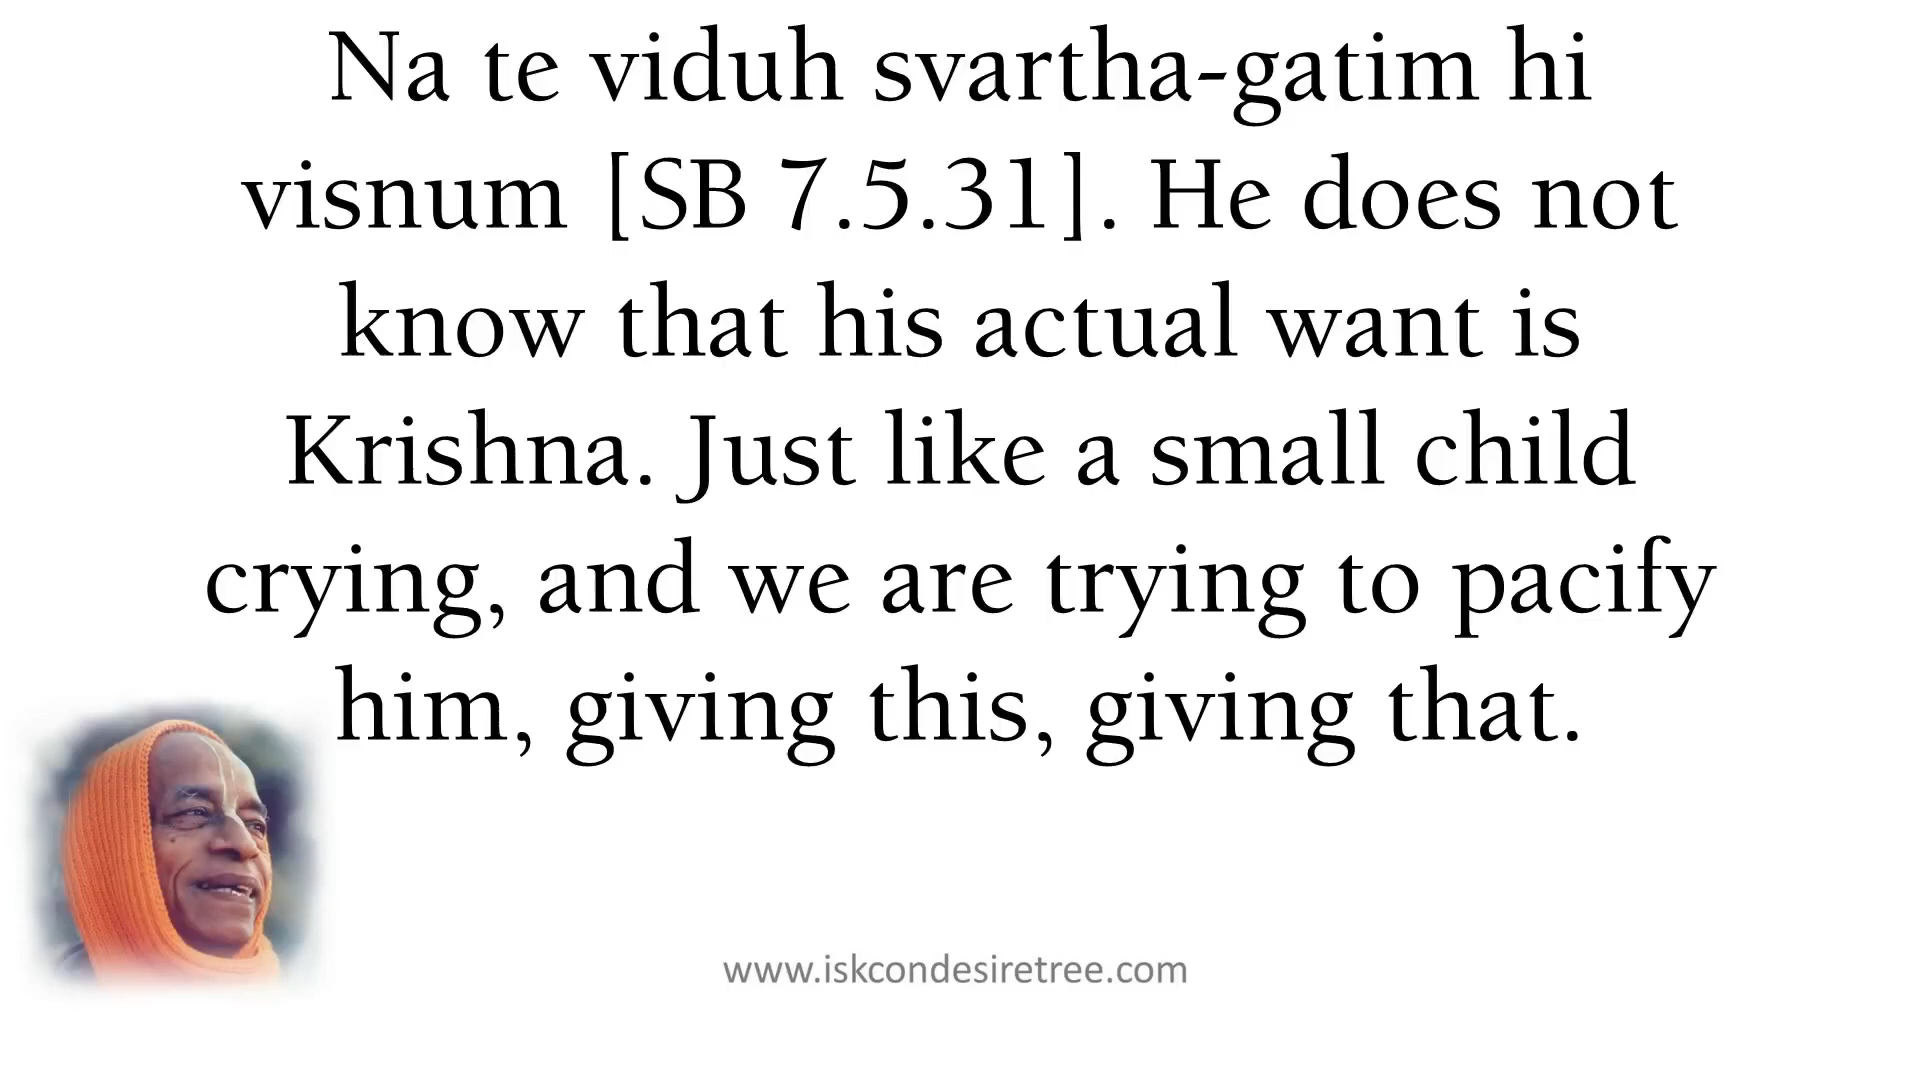 Na te viduh svartha-gatim hi
visnum [SB 7.5.31]. He does not
know that his actual want is
Krishna. Just like a small child
crying, and we are trying to pacify
him, giving this, giving that.
www.iskcondesiretree.com